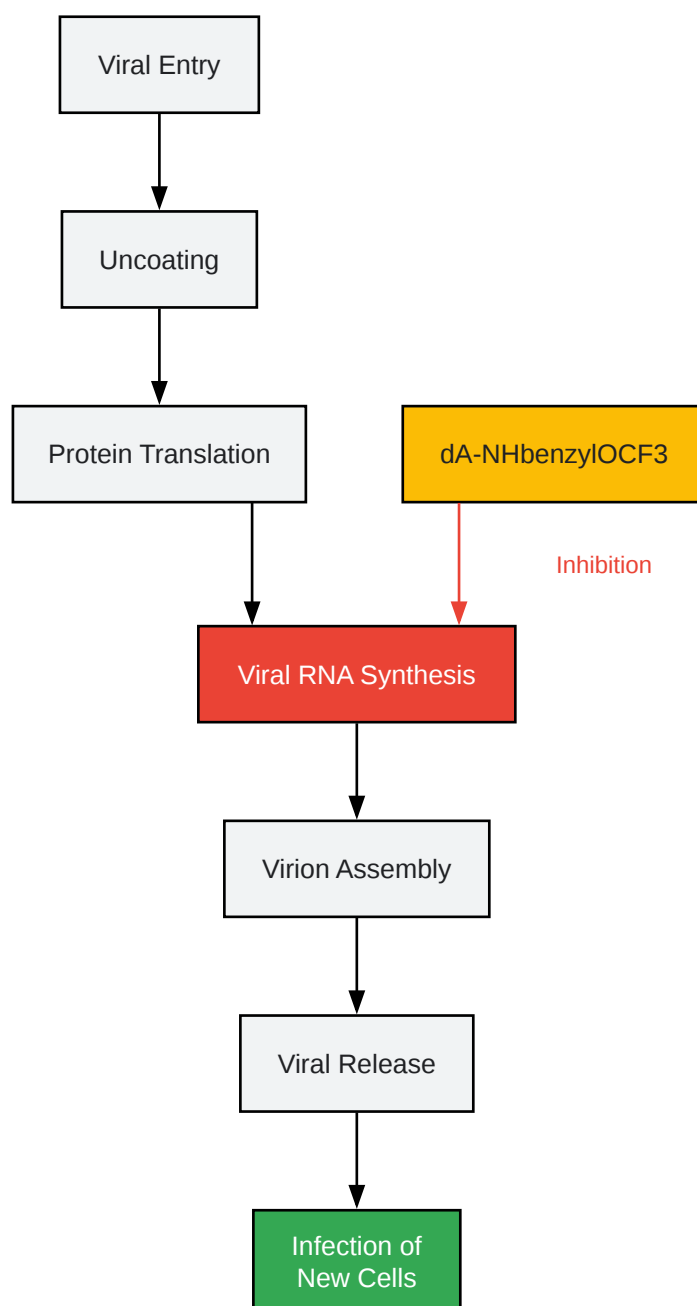 Viral Entry
Uncoating
Protein Translation
dA-NHbenzylOCF3
Inhibition
Viral RNA Synthesis
Virion Assembly
Viral Release
Infection of
New Cells